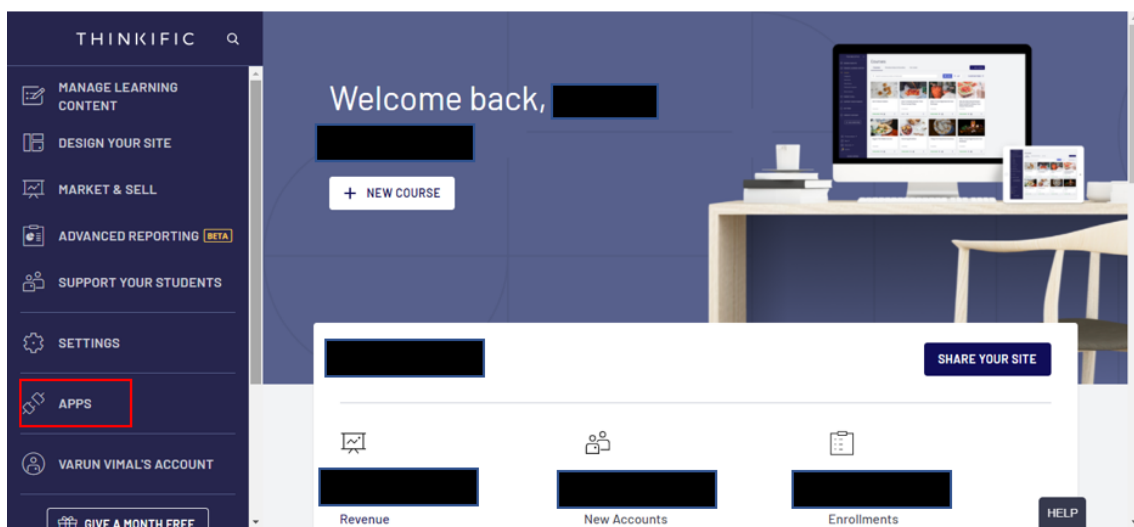 THINKIFIC
MANAGE LEARNING
CONTENT
DESIGN YOUR SITE
MARKET & SELL
ADVANCED REPORTING BETA
SUPPORT YOUR STUDENTS
SETTINGS
APPS
VARUN VIMAL'S ACCOUNT
GIVE A MONTH FREE
Welcome back,
+ NEW COURSE
SHARE YOUR SITE
Revenue
New Accounts
Enrollments
HELP